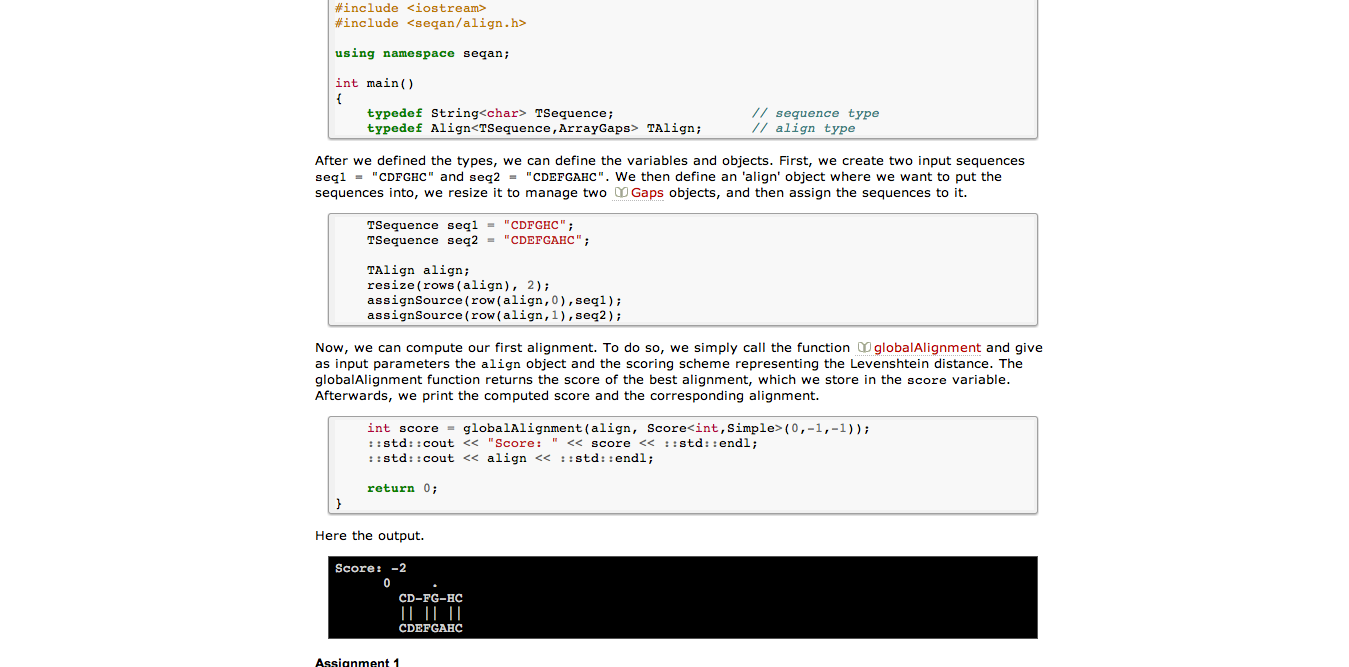 #include <iostream>
#include <seqan/align.h>
using namespace seqan;
int main()
{
    typedef String<char> TSequence;                 // sequence type
    typedef Align<TSequence,ArrayGaps> TAlign;      // align type
After we defined the types, we can define the variables and objects. First, we create two input sequences
seq1 = "CDFGHC" and seq2 = "CDEFGAHC". We then define an 'align' object where we want to put the
sequences into, we resize it to manage two Gaps objects, and then assign the sequences to it.
    TSequence seq1 = "CDFGHC";
    TSequence seq2 = "CDEFGAHC";
    TAlign align;
    resize(rows(align), 2);
    assignSource(row(align,0),seq1);
    assignSource(row(align,1),seq2);
Now, we can compute our first alignment. To do so, we simply call the function globalAlignment and give
as input parameters the align object and the scoring scheme representing the Levenshtein distance. The
globalAlignment function returns the score of the best alignment, which we store in the score variable.
Afterwards, we print the computed score and the corresponding alignment.
    int score = globalAlignment(align, Score<int,Simple>(0,-1,-1));
    ::std::cout << "Score: " << score << ::std::endl;
    ::std::cout << align << ::std::endl;
    return 0;
}
Here the output.
Score: -2
      0     .
        CD-FG-HC
        || || ||
        CDEFGAHC
Assignment 1